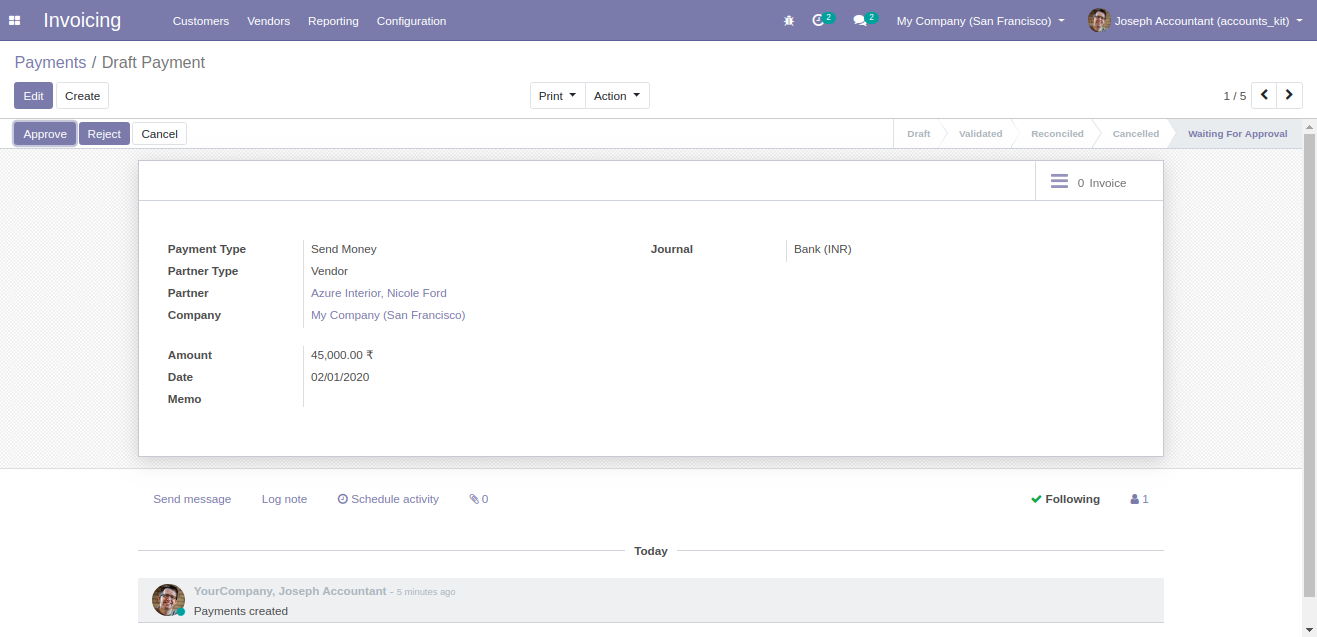 Invoicing Customers Vendors Reporting Configuration 2 2 My Company (San Francisco) Joseph Accountant (accounts_kit)
Payments / Draft Payment
Edit Create Print Action 1 / 5
Approve Reject Cancel Draft Validated Reconciled Cancelled Waiting For Approval
0 Invoice
Payment Type Send Money Journal Bank (INR)
Partner Type Vendor
Partner Azure Interior, Nicole Ford
Company My Company (San Francisco)
Amount 45,000.00 ₹
Date 02/01/2020
Memo
Send message Log note Schedule activity 0 Following 1
Today
YourCompany, Joseph Accountant - 5 minutes ago
Payments created